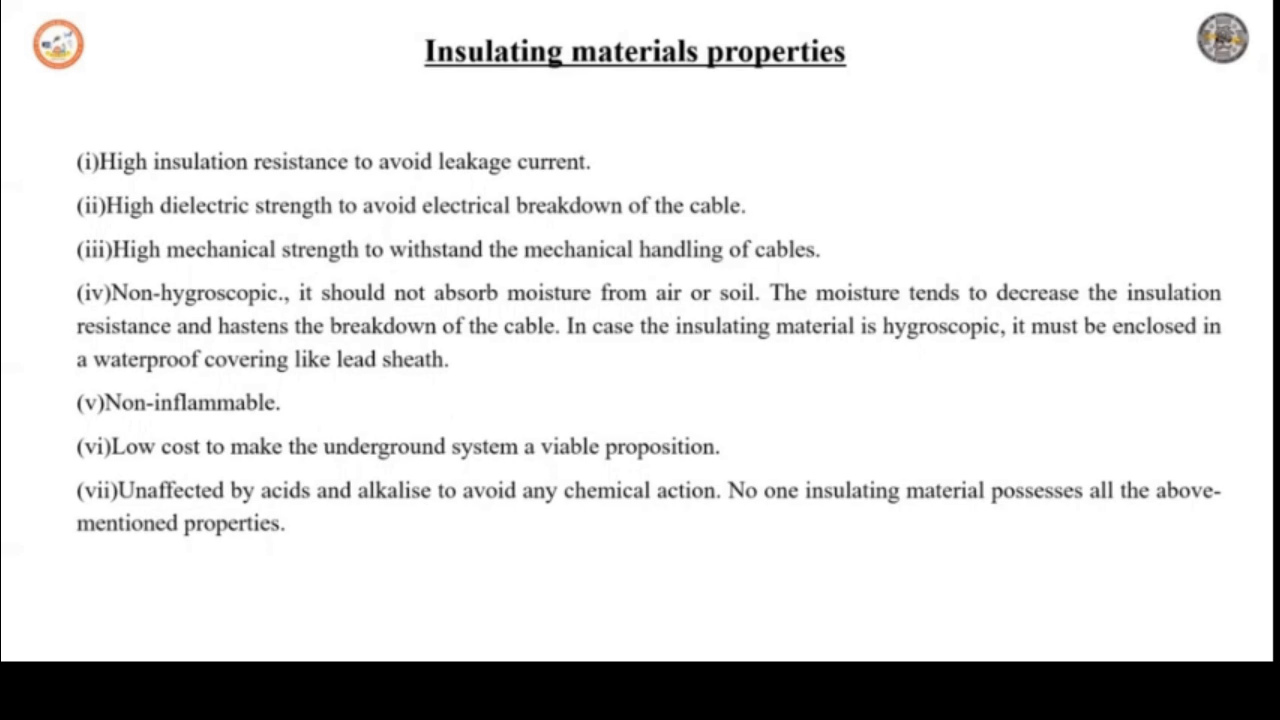 Insulating materials properties
(i)High insulation resistance to avoid leakage current.
(ii)High dielectric strength to avoid electrical breakdown of the cable.
(iii)High mechanical strength to withstand the mechanical handling of cables.
(iv)Non-hygroscopic., it should not absorb moisture from air or soil. The moisture tends to decrease the insulation
resistance and hastens the breakdown of the cable. In case the insulating material is hygroscopic, it must be enclosed in
a waterproof covering like lead sheath.
(v)Non-inflammable.
(vi)Low cost to make the underground system a viable proposition.
(vii)Unaffected by acids and alkalise to avoid any chemical action. No one insulating material possesses all the above-
mentioned properties.